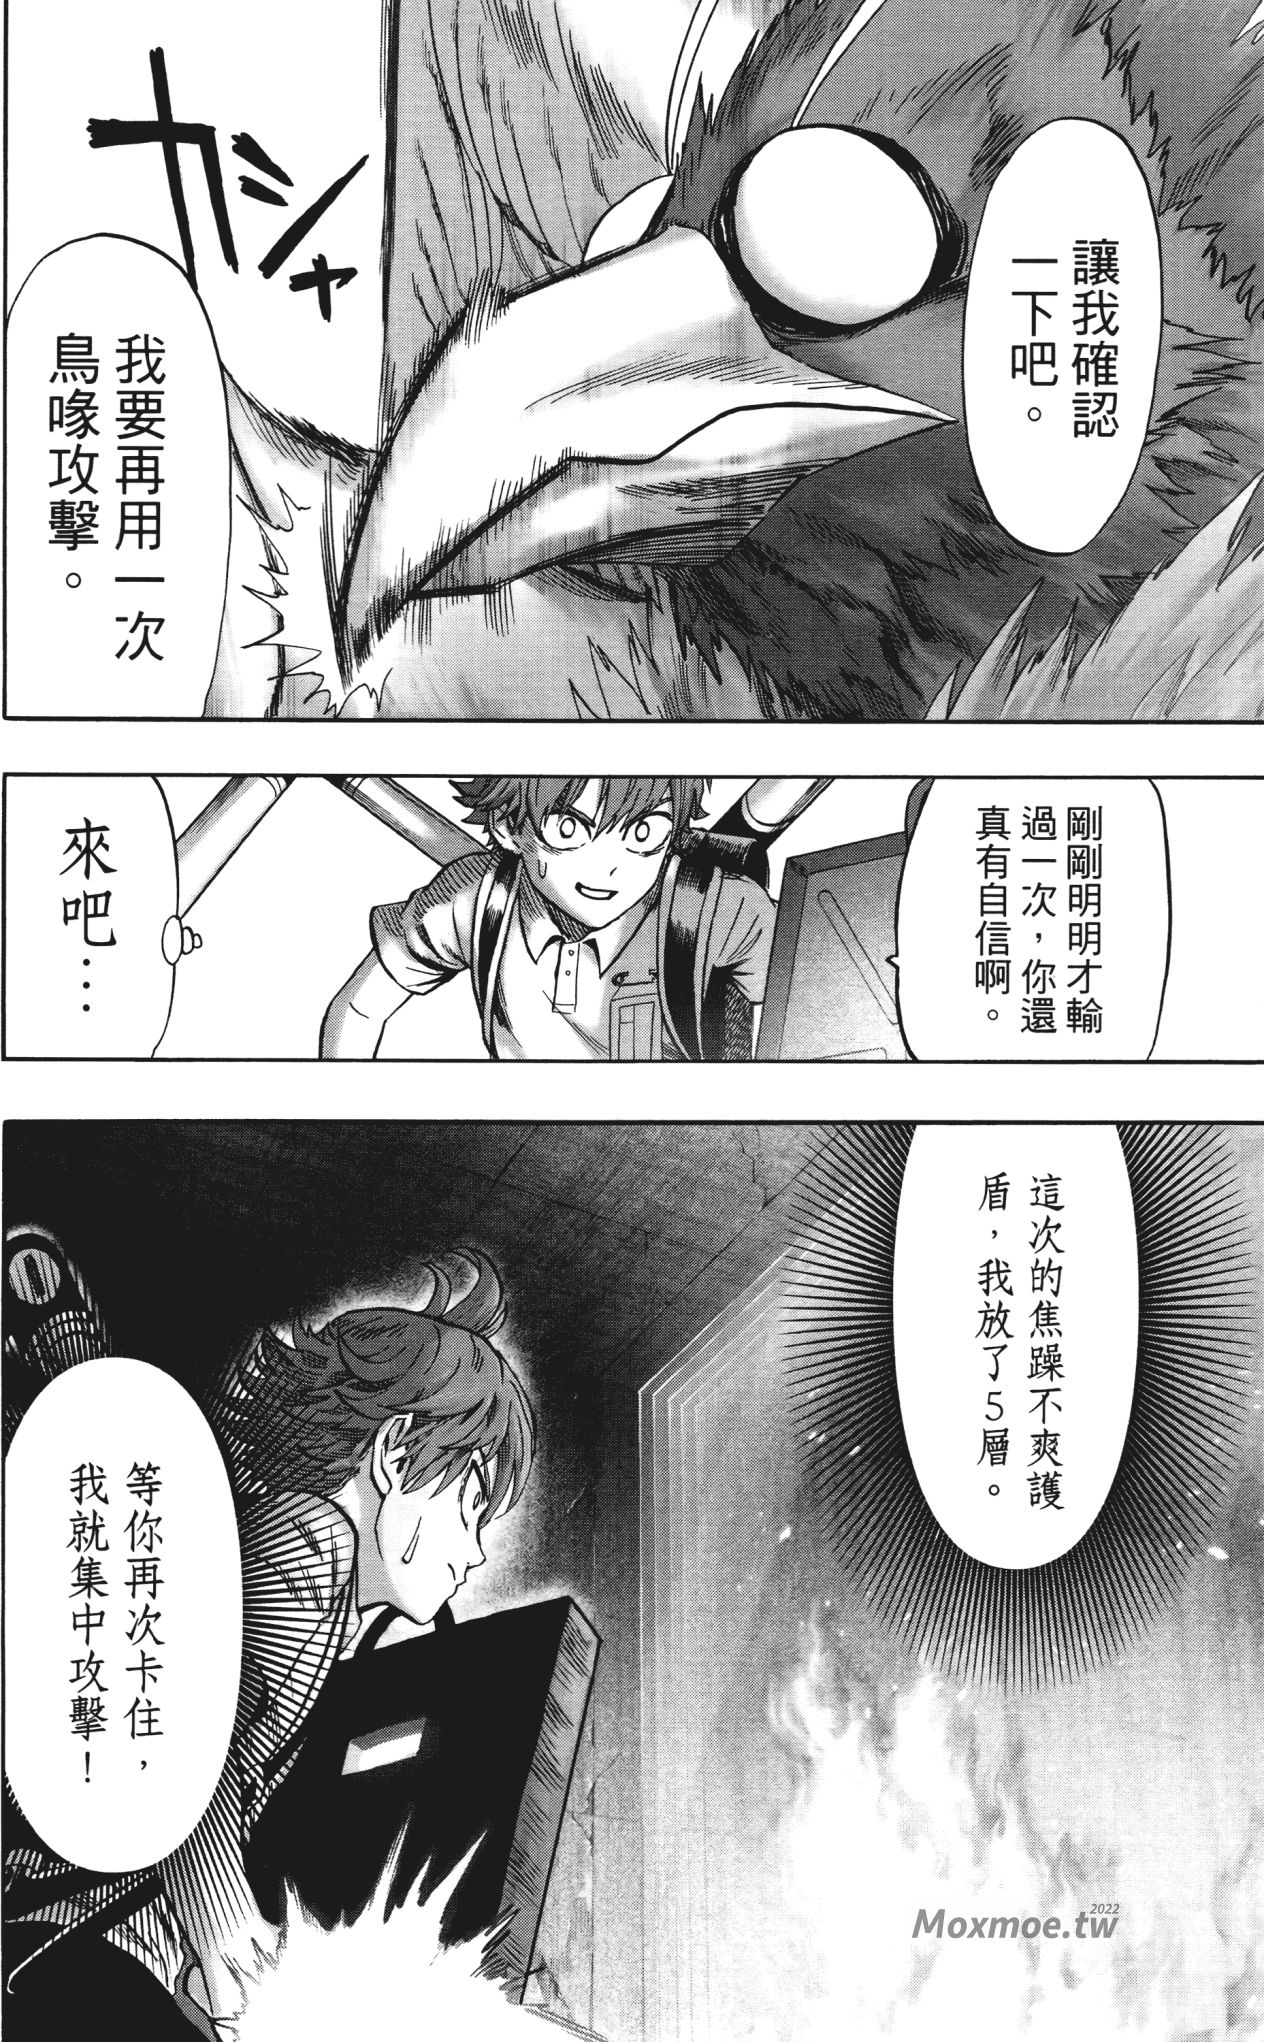 讓我確認
一下吧。
カシャ
我要再用一次
鳥喙攻擊。
剛剛明明才輸
過一次，你還
真有自信啊。
來吧…
這次的焦躁不爽護
盾，我放了5層。
等你再次卡住，
我就集中攻擊！
2022
Moxmoe.tw